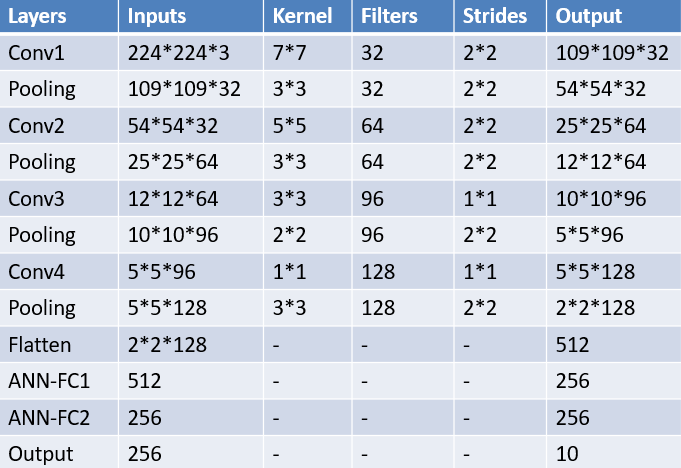 Layers Inputs Kernel Filters Strides Output
Conv1 224*224*3 7*7 32 2*2 109*109*32
Pooling 109*109*32 3*3 32 2*2 54*54*32
Conv2 54*54*32 5*5 64 2*2 25*25*64
Pooling 25*25*64 3*3 64 2*2 12*12*64
Conv3 12*12*64 3*3 96 1*1 10*10*96
Pooling 10*10*96 2*2 96 2*2 5*5*96
Conv4 5*5*96 1*1 128 1*1 5*5*128
Pooling 5*5*128 3*3 128 2*2 2*2*128
Flatten 2*2*128 - - - 512
ANN-FC1 512 - - - 256
ANN-FC2 256 - - - 256
Output 256 - - - 10